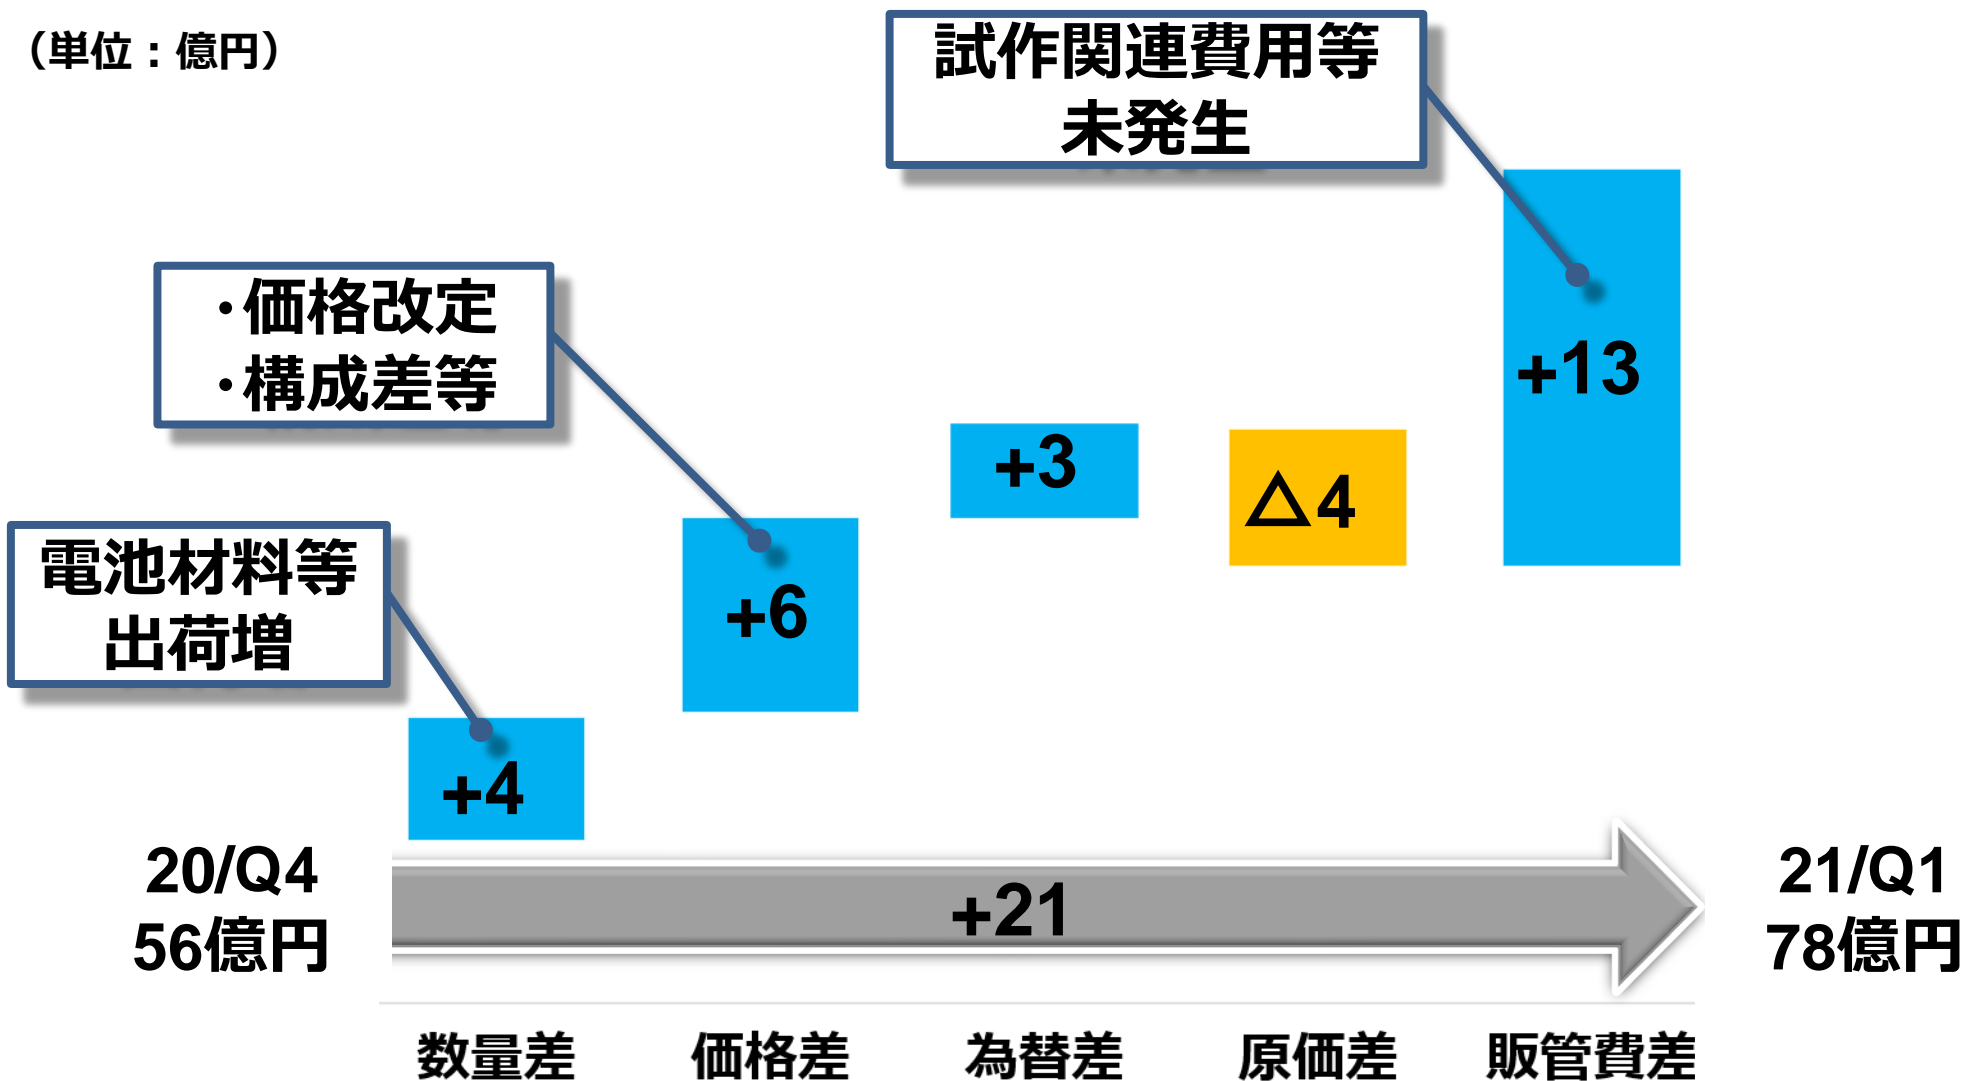 （単位：億円）
試作関連費用等
未発生
・価格改定
・構成差等
電池材料等
出荷増
+4
+6
+3
△4
+13
20/Q4
56億円
+21
21/Q1
78億円
数量差
価格差
為替差
原価差
販管費差